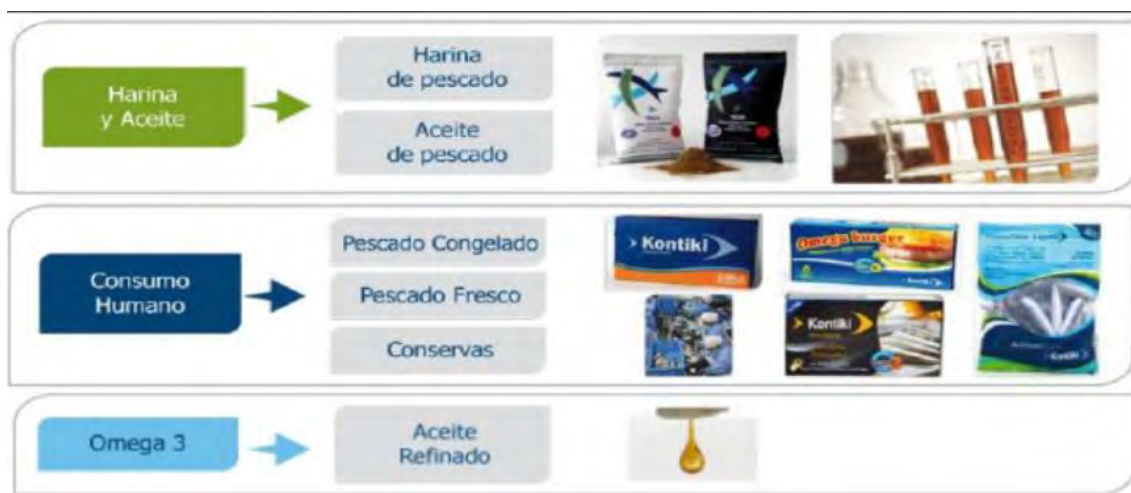 Harina
y Aceite
Harina
de pescado
Aceite
de pescado
Consumo
Humano
Pescado Congelado
Pescado Fresco
Conservas
Kontiki
Omega burger
Kontiki
Kontiki
Omega 3
Aceite
Refinado